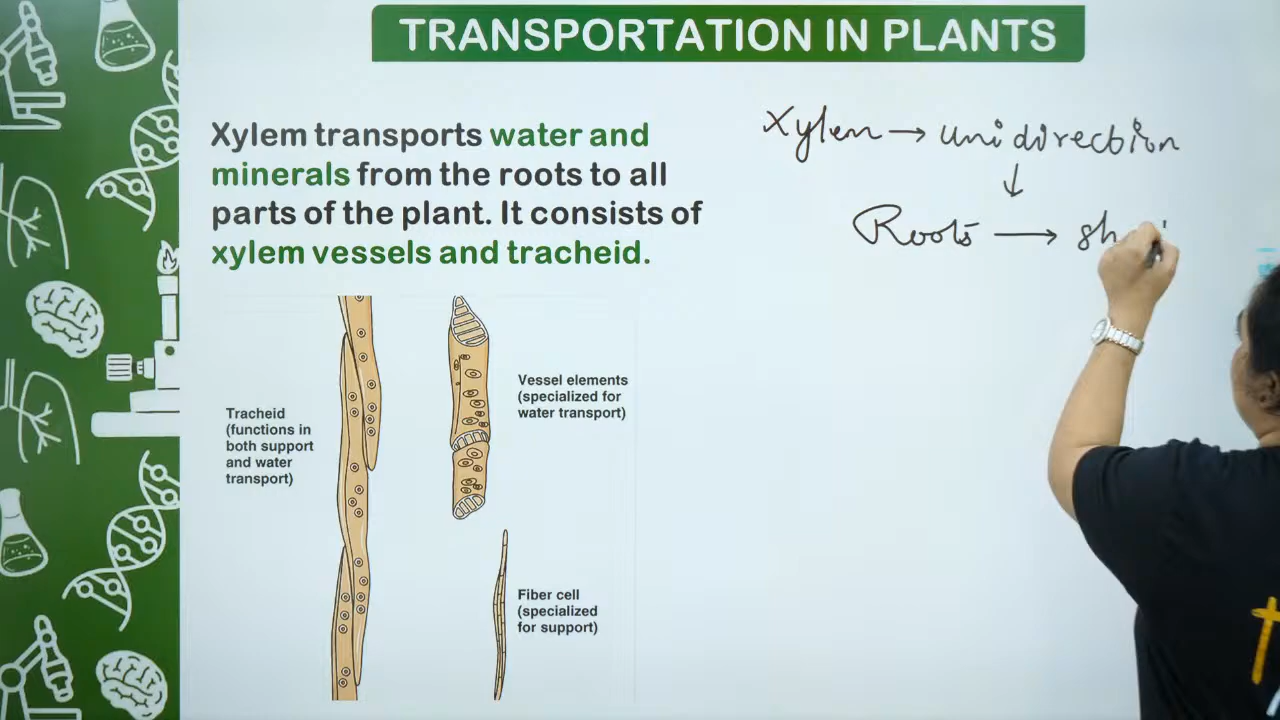 TRANSPORTATION IN PLANTS
Xylem transports water and
minerals from the roots to all
parts of the plant. It consists of
xylem vessels and tracheid.
Xylem → unidirection
↓
Roots →
Tracheid
(functions in
both support
and water
transport)
Vessel elements
(specialized for
water transport)
Fiber cell
(specialized
for support)